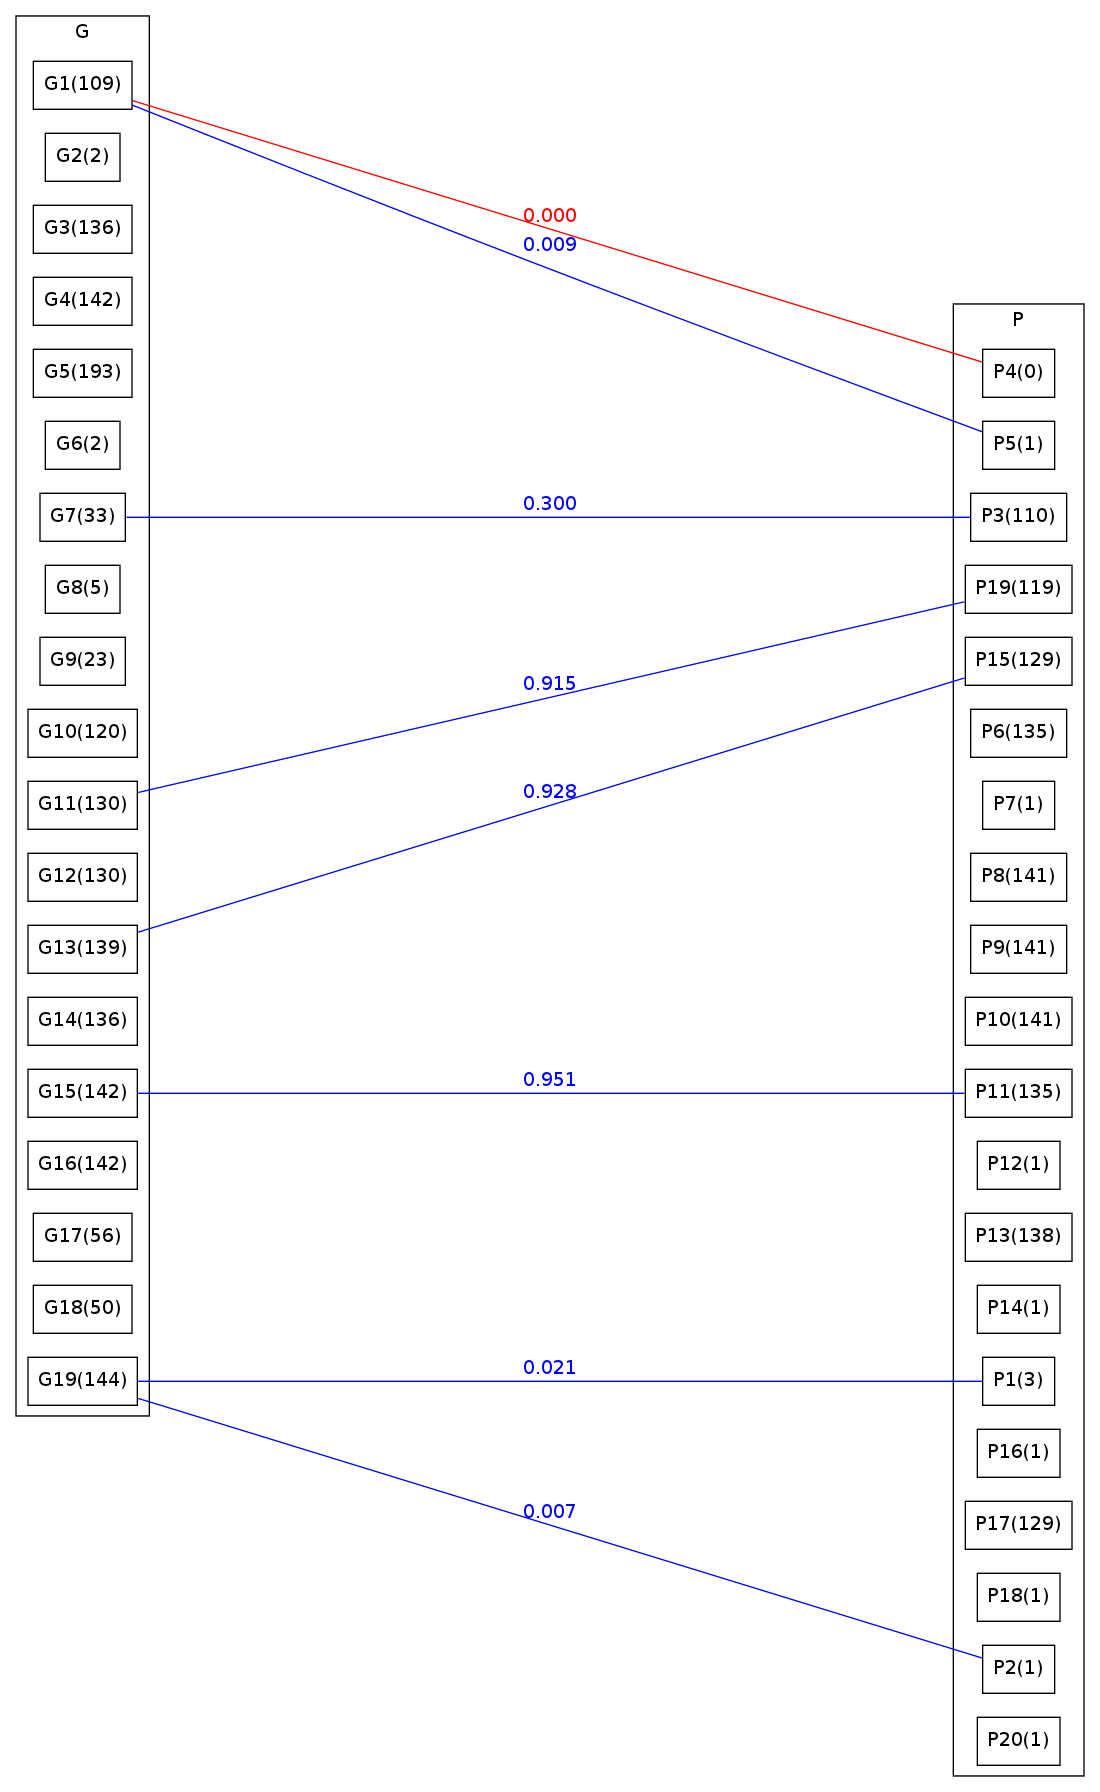 G
G1(109)
G2(2)
G3(136)
G4(142)
G5(193)
G6(2)
G7(33)
G8(5)
G9(23)
G10(120)
G11(130)
G12(130)
G13(139)
G14(136)
G15(142)
G16(142)
G17(56)
G18(50)
G19(144)
0.000
0.009
0.300
0.915
0.928
0.951
0.021
0.007
P
P4(0)
P5(1)
P3(110)
P19(119)
P15(129)
P6(135)
P7(1)
P8(141)
P9(141)
P10(141)
P11(135)
P12(1)
P13(138)
P14(1)
P1(3)
P16(1)
P17(129)
P18(1)
P2(1)
P20(1)